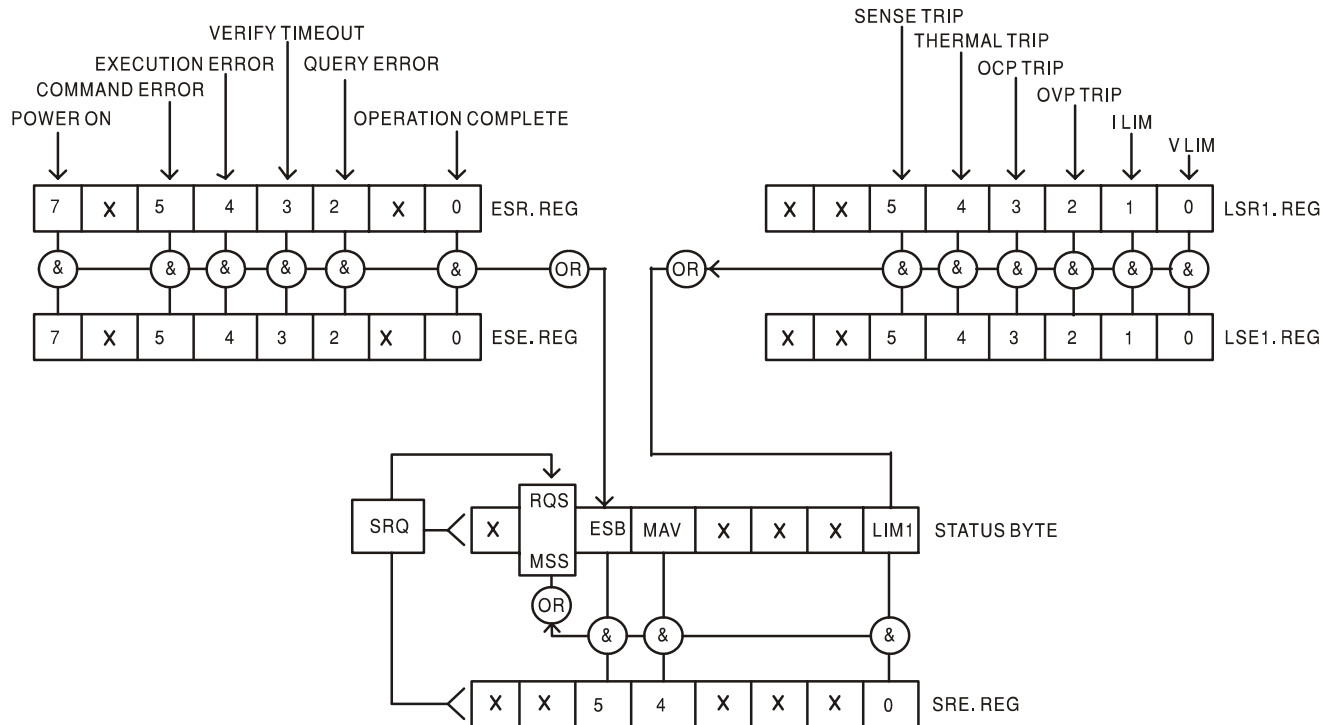 SENSE TRIP
VERIFY TIMEOUT
THERMAL TRIP
EXECUTION ERROR QUERY ERROR
OCP TRIP
COMMAND ERROR
OVP TRIP
POWER ON OPERATION COMPLETE
I LIM
V LIM
7 X 5 4 3 2 X 0 ESR. REG
X X 5 4 3 2 1 0 LSR1. REG
& & & & & & OR
OR & & & & & &
7 X 5 4 3 2 X 0 ESE. REG
X X 5 4 3 2 1 0 LSE1. REG
RQS
SRQ X ESB MAV X X X LIM1 STATUS BYTE
MSS
OR
& & &
X X 5 4 X X X 0 SRE. REG